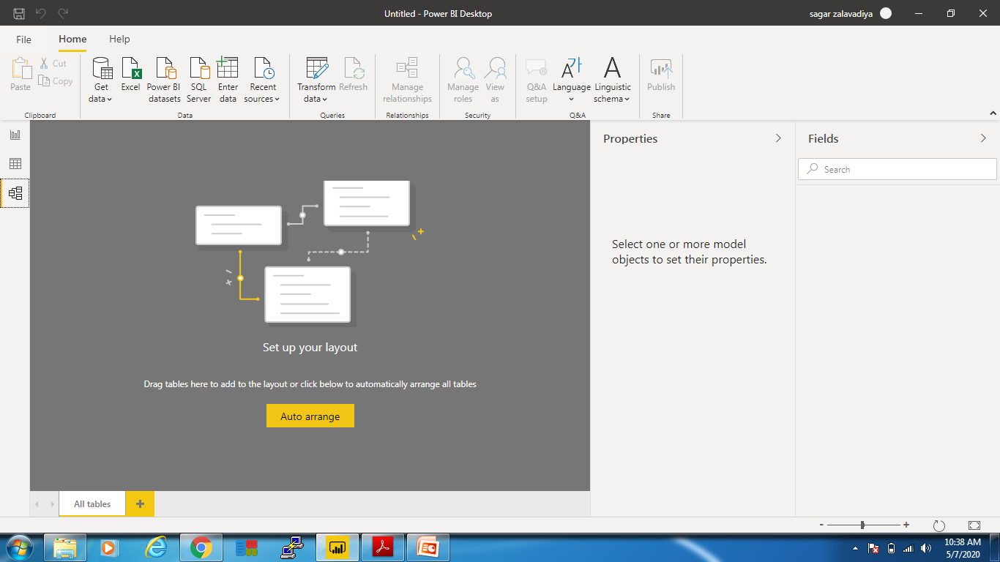 Untitled - Power BI Desktop
sagar zalavadiya
File
Home
Help
Paste
Cut
Copy
Clipboard
Get
data
Excel
Power BI
datasets
SQL
Server
Enter
data
Recent
sources
Data
Transform
data
Refresh
Queries
Manage
relationships
Relationships
Manage
roles
View
as
Security
Q&A
setup
Language
Linguistic
schema
Q&A
Publish
Share
Set up your layout
Drag tables here to add to the layout or click below to automatically arrange all tables
Auto arrange
Properties
Select one or more model
objects to set their properties.
Fields
Search
All tables
10:38 AM
5/7/2020